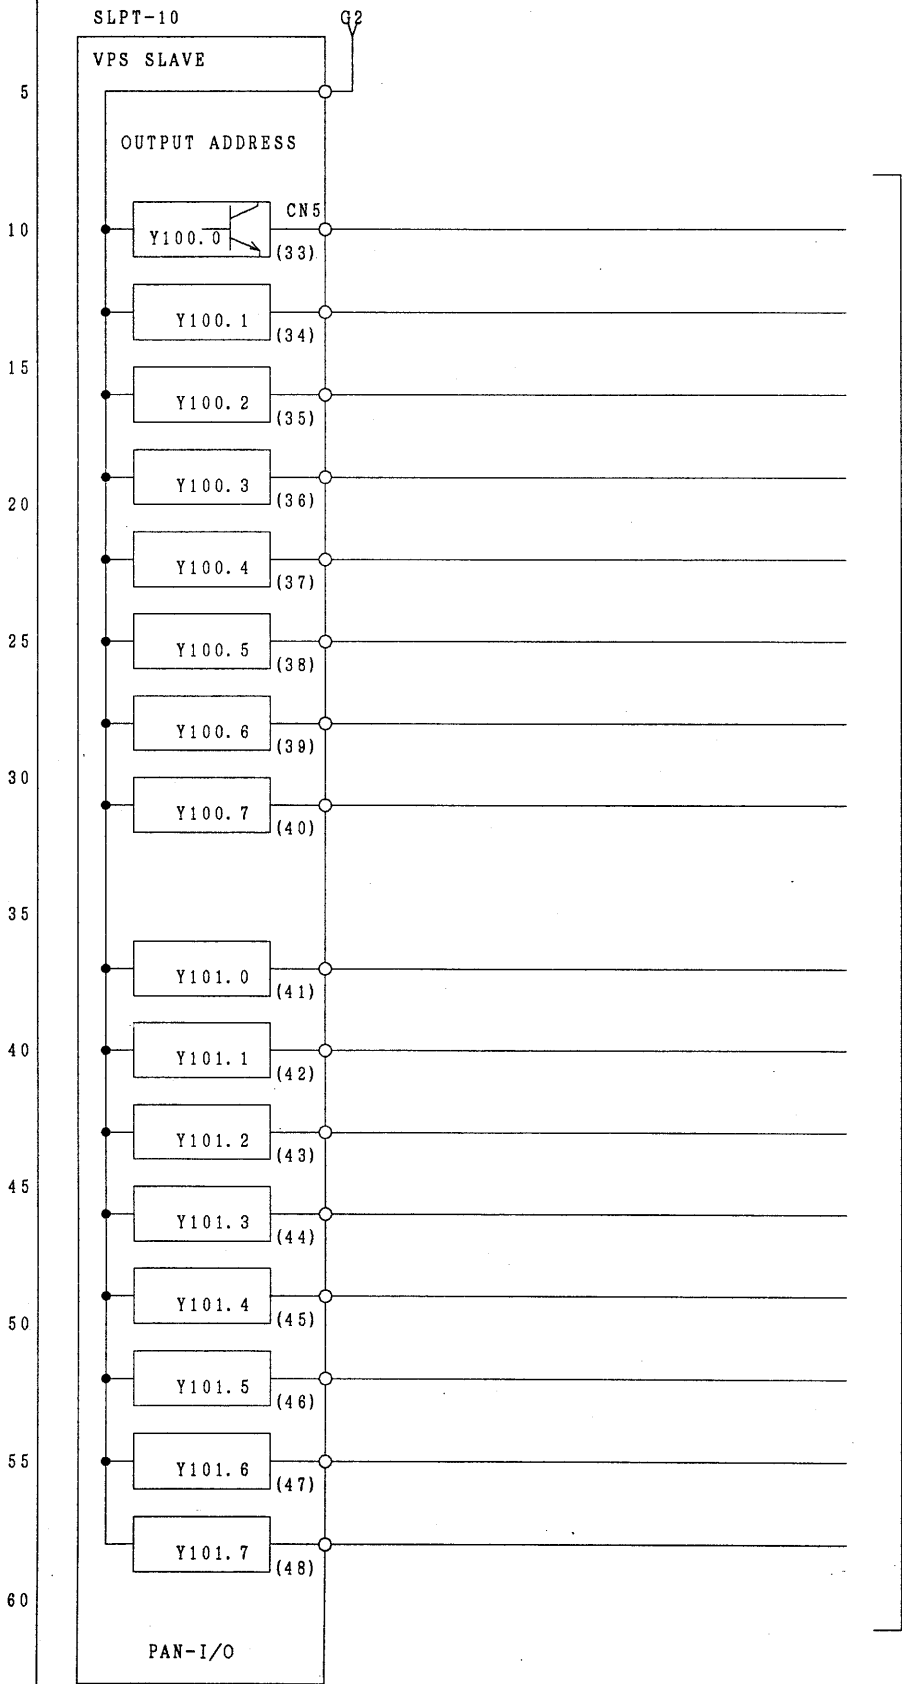 SLPT-10
G2
VPS SLAVE
5
OUTPUT ADDRESS
CN5
10
Y100.0
(33)
Y100.1
(34)
15
Y100.2
(35)
Y100.3
(36)
20
Y100.4
(37)
25
Y100.5
(38)
Y100.6
(39)
30
Y100.7
(40)
35
Y101.0
(41)
40
Y101.1
(42)
Y101.2
(43)
45
Y101.3
(44)
Y101.4
(45)
50
Y101.5
(46)
55
Y101.6
(47)
Y101.7
(48)
60
PAN-I/O